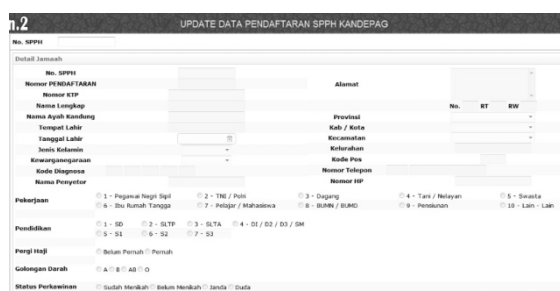 n.2 UPDATE DATA PENDAFTARAN SPPH KANDEPAG
No. SPPH
Detail Jamaah
No. SPPH
Nomor PENDAFTARAN Alamat
Nomor KTP
Nama Lengkap No. RT RW
Nama Ayah Kandung Provinsi
Tempat Lahir Kab / Kota
Tanggal Lahir Kecamatan
Jenis Kelamin Kelurahan
Kewarganegaraan Kode Pos
Kode Diagnosa Nomor Telepon
Nama Penyetor Nomor HP
Pekerjaan 1 - Pegawai Negri Sipil 2 - TNI / Polri 3 - Dagang 4 - Tani / Nelayan 5 - Swasta
6 - Ibu Rumah Tangga 7 - Pelajar / Mahasiswa 8 - BUMN / BUMD 9 - Pensiunan 10 - Lain - Lain
Pendidikan 1 - SD 2 - SLTP 3 - SLTA 4 - D1 / D2 / D3 / SM
5 - S1 6 - S2 7 - S3
Pergi Haji Belum Pernah Pernah
Golongan Darah A B AB O
Status Perkawinan Sudah Menikah Belum Menikah Janda Duda